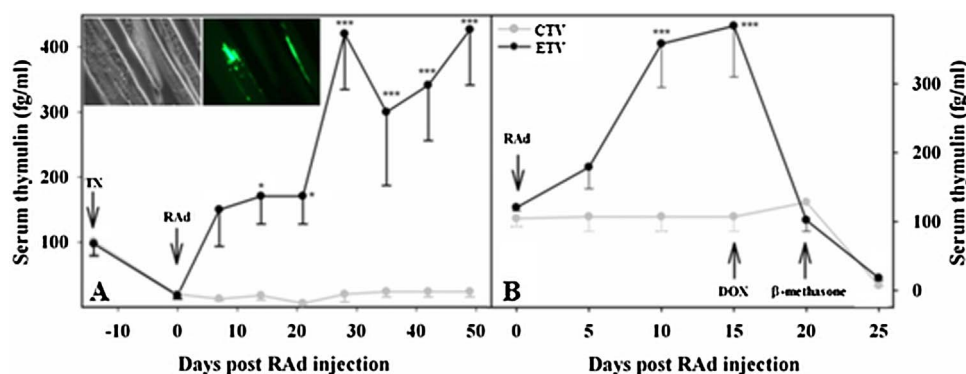 Serum thymulin (fg/ml)
400
300
200
100
TX
RAd
*
*
***
***
***
***
A
-10 0 10 20 30 40 50
Days post RAd injection
CTV
ETV
RAd
***
***
B
DOX
β-methasone
0 5 10 15 20 25
Days post RAd injection
300
200
100
0
Serum thymulin (fg/ml)